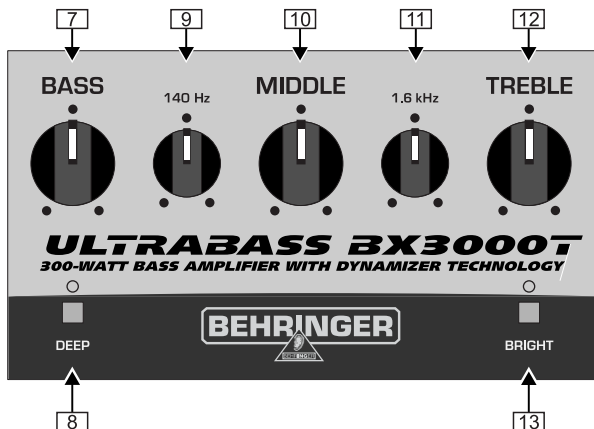 7 9 10 11 12
BASS 140 Hz MIDDLE 1.6 kHz TREBLE
ULTRABASS BX3000T
300-WATT BASS AMPLIFIER WITH DYNAMIZER TECHNOLOGY
BEHRINGER
BEHRINGER
DEEP BRIGHT
8 13